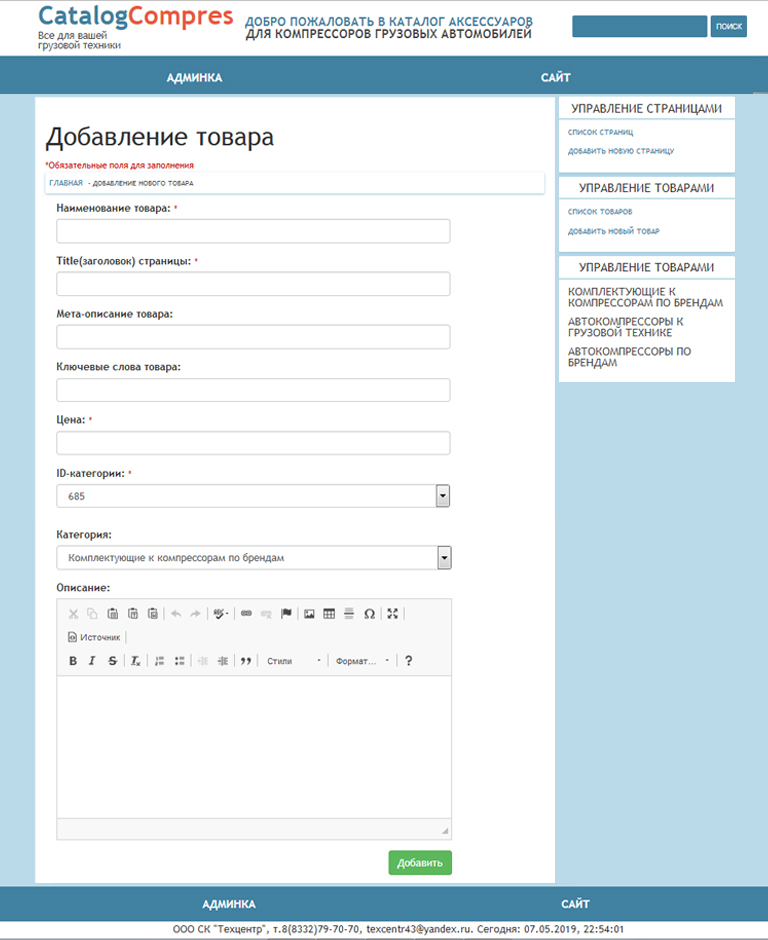 CatalogCompres
Все для вашей
грузовой техники
ДОБРО ПОЖАЛОВАТЬ В КАТАЛОГ АКСЕССУАРОВ
ДЛЯ КОМПРЕССОРОВ ГРУЗОВЫХ АВТОМОБИЛЕЙ
ПОИСК
АДМИНКА
САЙТ
Добавление товара
*Обязательные поля для заполнения
ГЛАВНАЯ - ДОБАВЛЕНИЕ НОВОГО ТОВАРА
Наименование товара: *
Title(заголовок) страницы: *
Мета-описание товара:
Ключевые слова товара:
Цена: *
ID-категории: *
685
Категория:
Комплектующие к компрессорам по брендам
Описание:
Источник
Стили
Формат...
Добавить
УПРАВЛЕНИЕ СТРАНИЦАМИ
СПИСОК СТРАНИЦ
ДОБАВИТЬ НОВУЮ СТРАНИЦУ
УПРАВЛЕНИЕ ТОВАРАМИ
СПИСОК ТОВАРОВ
ДОБАВИТЬ НОВЫЙ ТОВАР
УПРАВЛЕНИЕ ТОВАРАМИ
КОМПЛЕКТУЮЩИЕ К
КОМПРЕССОРАМ ПО БРЕНДАМ
АВТОКОМПРЕССОРЫ К
ГРУЗОВОЙ ТЕХНИКЕ
АВТОКОМПРЕССОРЫ ПО
БРЕНДАМ
АДМИНКА
САЙТ
ООО СК "Техцентр", т.8(8332)79-70-70, texcentr43@yandex.ru. Сегодня: 07.05.2019, 22:54:01